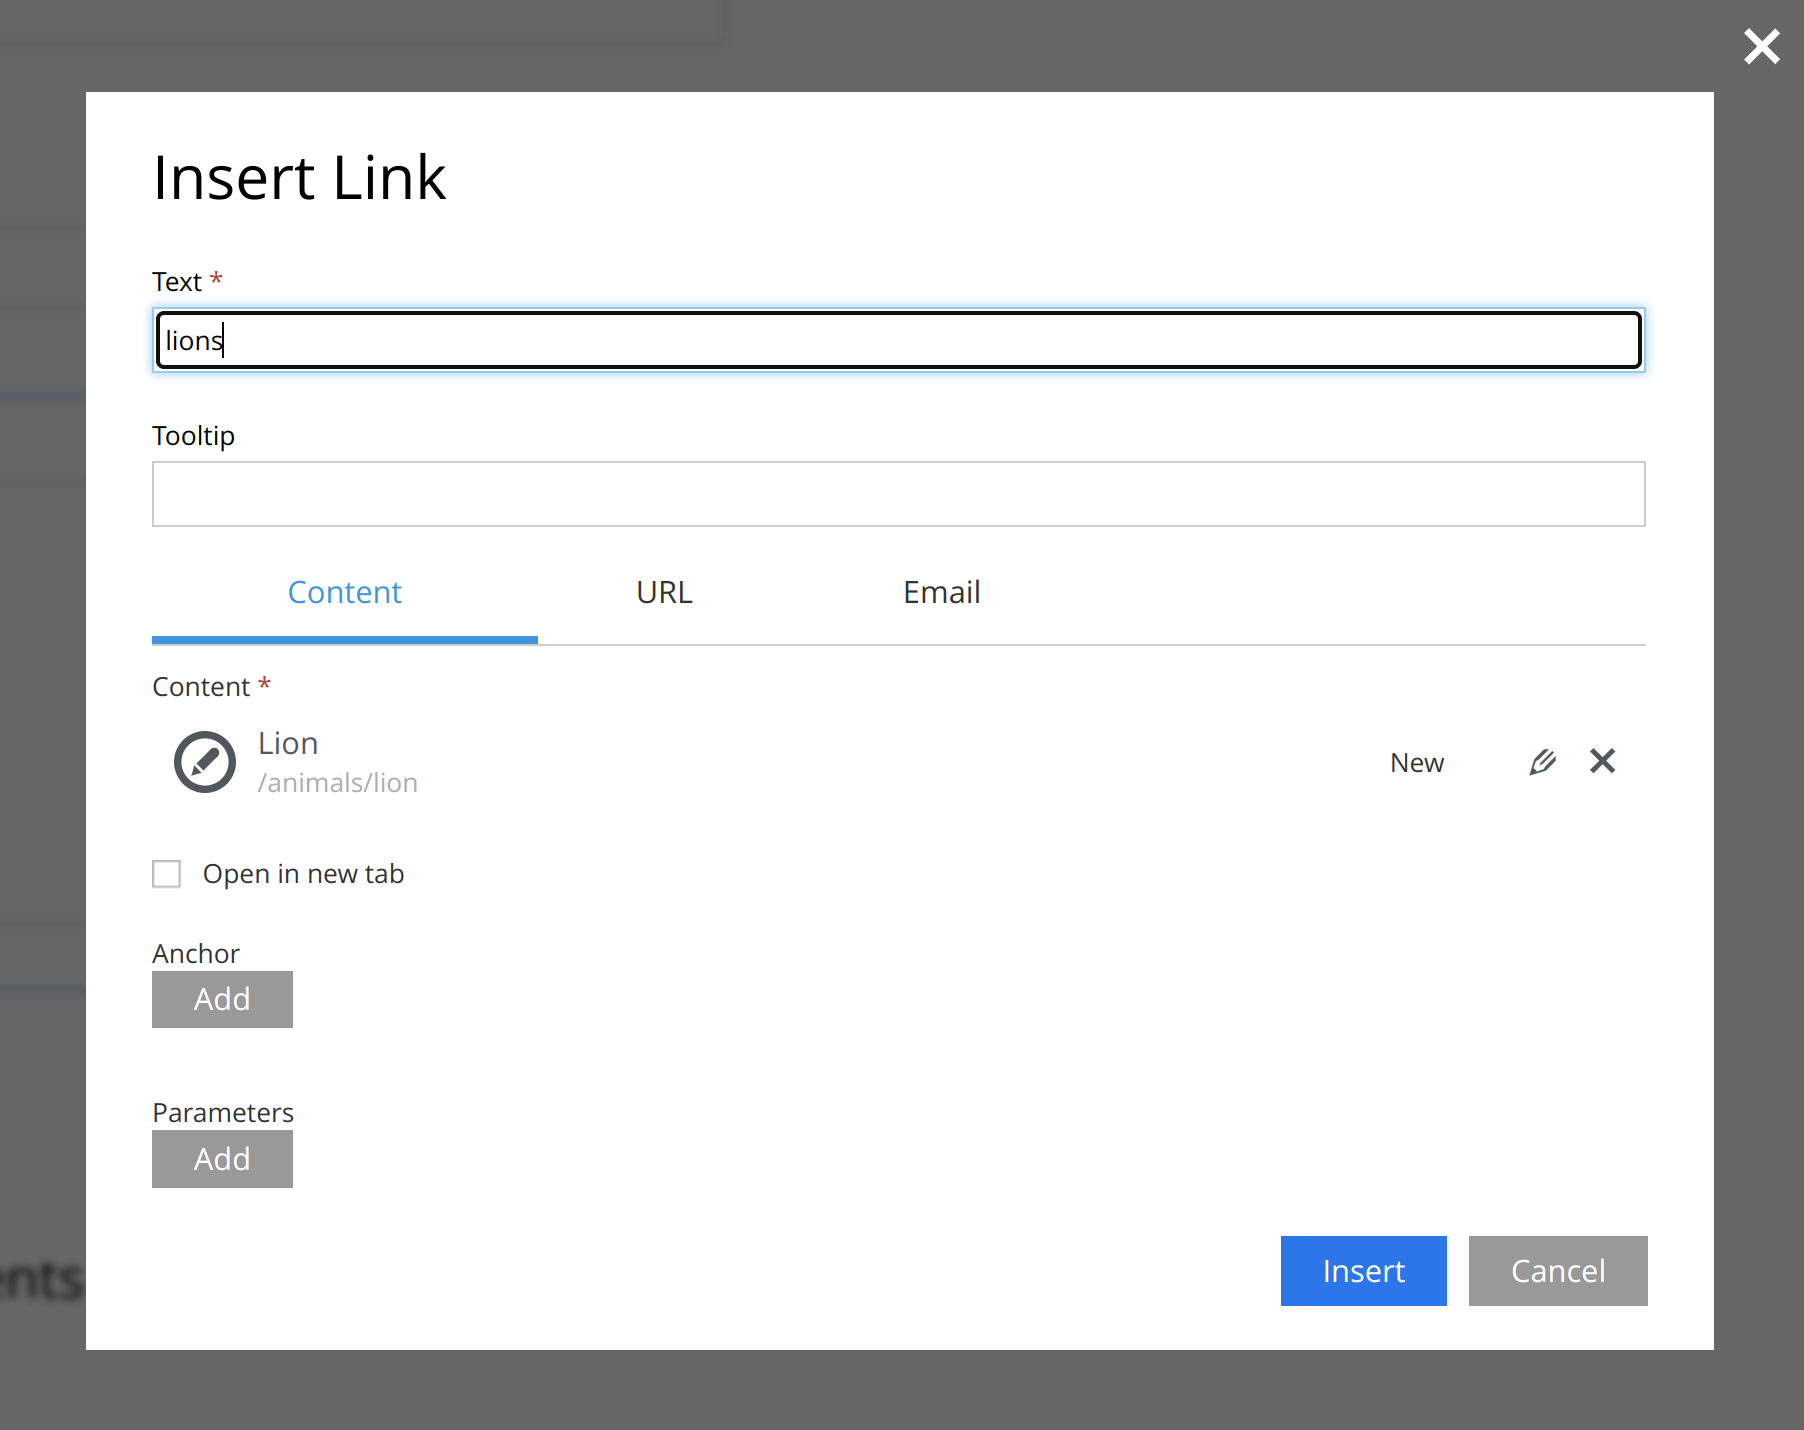 Insert Link
Text *
lions
Tooltip
Content URL Email
Content *
Lion
/animals/lion
New
Open in new tab
Anchor
Add
Parameters
Add
ents
Insert Cancel